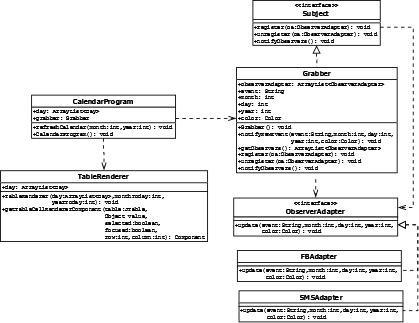 <<interface>>
Subject
+register(oa:ObserverAdapter): void
+unregister(oa:ObserverAdapter): void
+notifyObservers(): void
Grabber
+observerAdapter: ArrayList<ObserverAdapter>
+event: String
+month: int
+day: int
+year: int
+color: Color
+Grabber(): void
+notifyNewEvent(event:String,month:int,day:int,
year:int,color:Color): void
+getObservers(): ArrayList<ObserverAdapter>
+register(oa:ObserverAdapter): void
+unregister(oa:ObserverAdapter): void
+notifyObservers(): void
CalendarProgram
+day: ArrayList<Day>
+grabber: Grabber
+refreshCalendar(month:int,year:int): void
+CalendarProgram(): void
TableRenderer
+day: ArrayList<Day>
+TableRenderer(day:ArrayList<Day>,monthToday:int,
yearToday:int): void
+getTableCellRendererComponent(table:JTable,
Object value,
selected:boolean,
focused:boolean,
row:int,column:int): Component
<<interface>>
ObserverAdapter
+update(event:String,month:int,day:int,year:int,
color:Color): void
FBAdapter
+update(event:String,month:int,day:int,year:int,
color:Color): void
SMSAdapter
+update(event:String,month:int,day:int,year:int,
color:Color): void